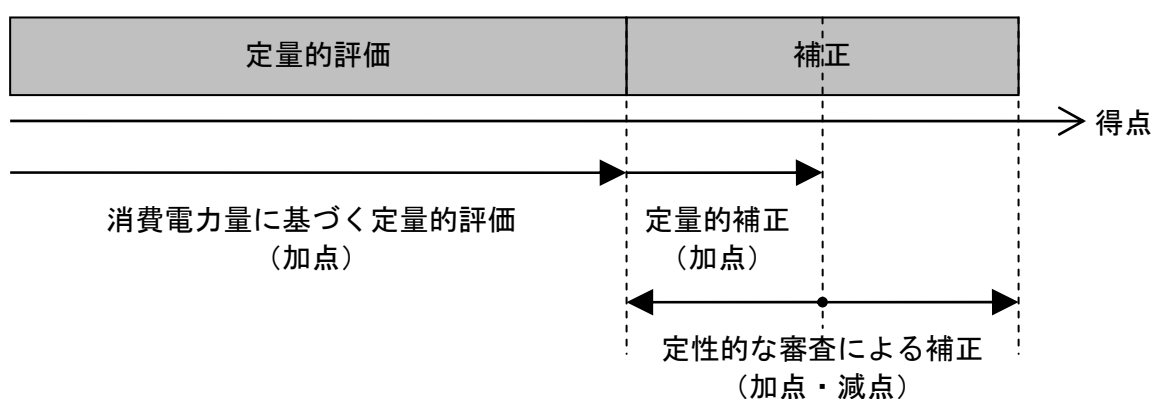 定量的評価
補正
得点
消費電力量に基づく定量的評価
（加点）
定量的補正
（加点）
定性的な審査による補正
（加点・減点）